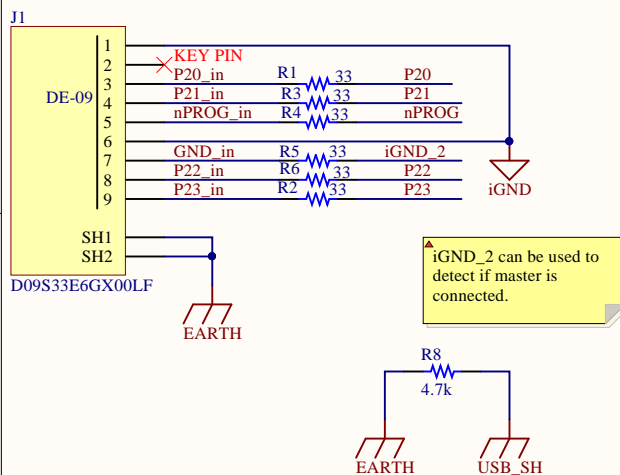 J1
DE-09
1
2 KEY PIN
3 P20_in R1 33 P20
4 P21_in R3 33 P21
5 nPROG_in R4 33 nPROG
6
7 GND_in R5 33 iGND_2
8 P22_in R6 33 P22
9 P23_in R2 33 P23
iGND
SH1
SH2
D09S33E6GX00LF
EARTH
iGND_2 can be used to
detect if master is
connected.
R8
4.7k
EARTH USB_SH